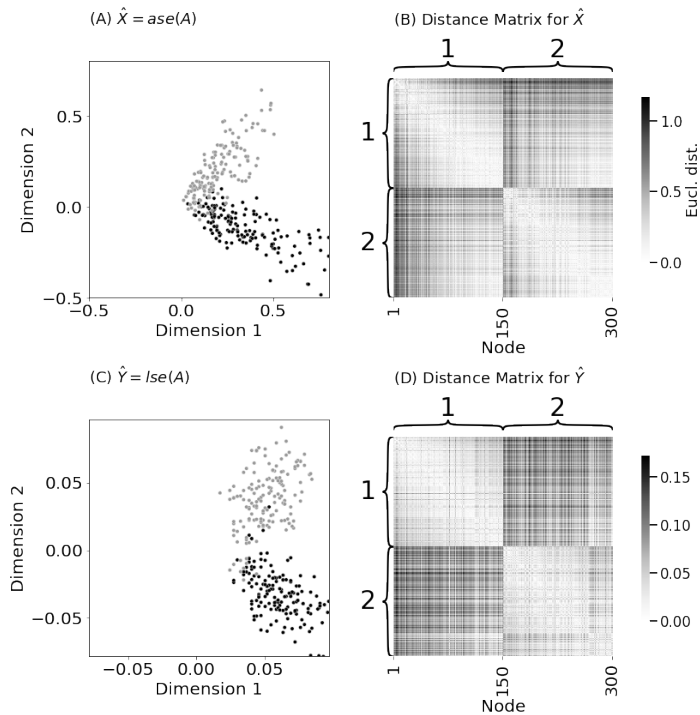 (A) X̂ = ase(A)
(B) Distance Matrix for X̂
1 2
0.5
0.0
−0.5
Dimension 2
−0.5 0.0 0.5
Dimension 1
1
2
1 150 300
Node
1.0
0.5
0.0
Eucl. dist.
(C) Ŷ = lse(A)
(D) Distance Matrix for Ŷ
1 2
0.05
0.00
−0.05
Dimension 2
−0.05 0.00 0.05
Dimension 1
1
2
1 150 300
Node
0.15
0.10
0.05
0.00